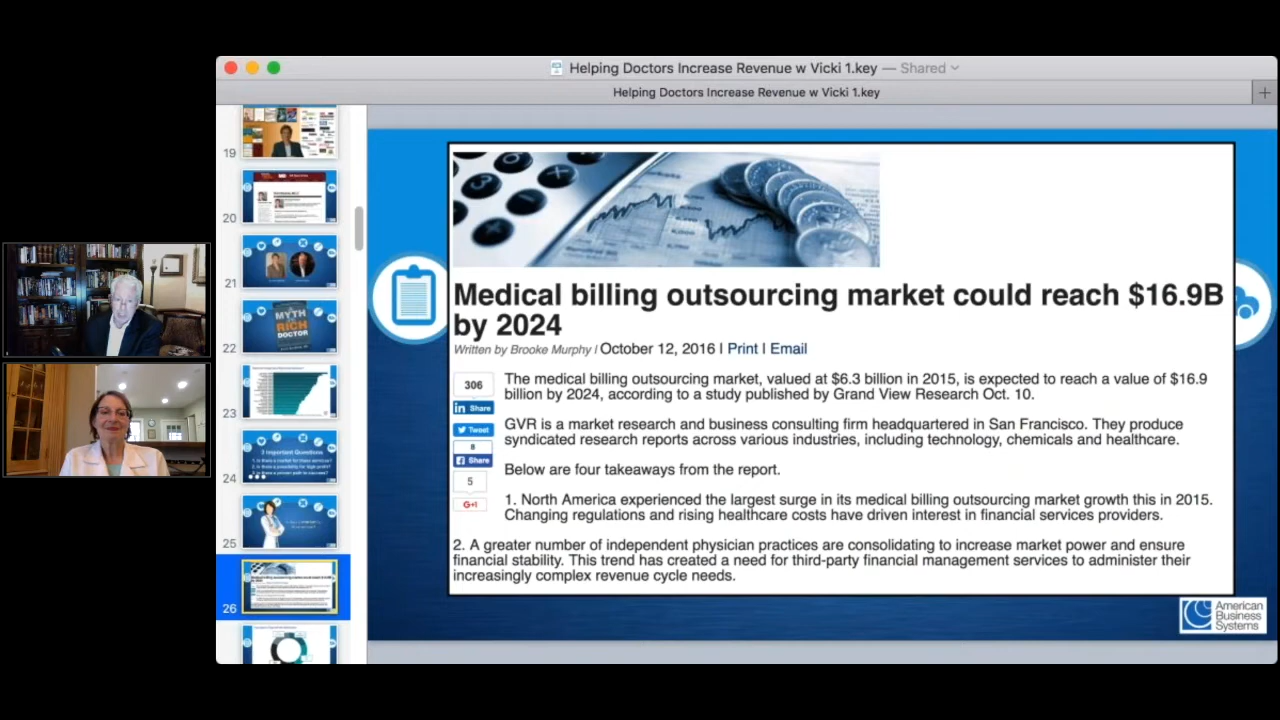 Helping Doctors Increase Revenue w Vicki 1.key — Shared
Helping Doctors Increase Revenue w Vicki 1.key
19
20
21
22
MYTH
RICH
DOCTOR
23
24
3 Important Questions
25
26
Medical billing outsourcing market could reach $16.9B
by 2024
Written by Brooke Murphy | October 12, 2016 | Print | Email
306
in Share
Tweet
8
Share
5
G+1
The medical billing outsourcing market, valued at $6.3 billion in 2015, is expected to reach a value of $16.9
billion by 2024, according to a study published by Grand View Research Oct. 10.
GVR is a market research and business consulting firm headquartered in San Francisco. They produce
syndicated research reports across various industries, including technology, chemicals and healthcare.
Below are four takeaways from the report.
1. North America experienced the largest surge in its medical billing outsourcing market growth this in 2015.
Changing regulations and rising healthcare costs have driven interest in financial services providers.
2. A greater number of independent physician practices are consolidating to increase market power and ensure
financial stability. This trend has created a need for third-party financial management services to administer their
increasingly complex revenue cycle needs.
American
Business
Systems